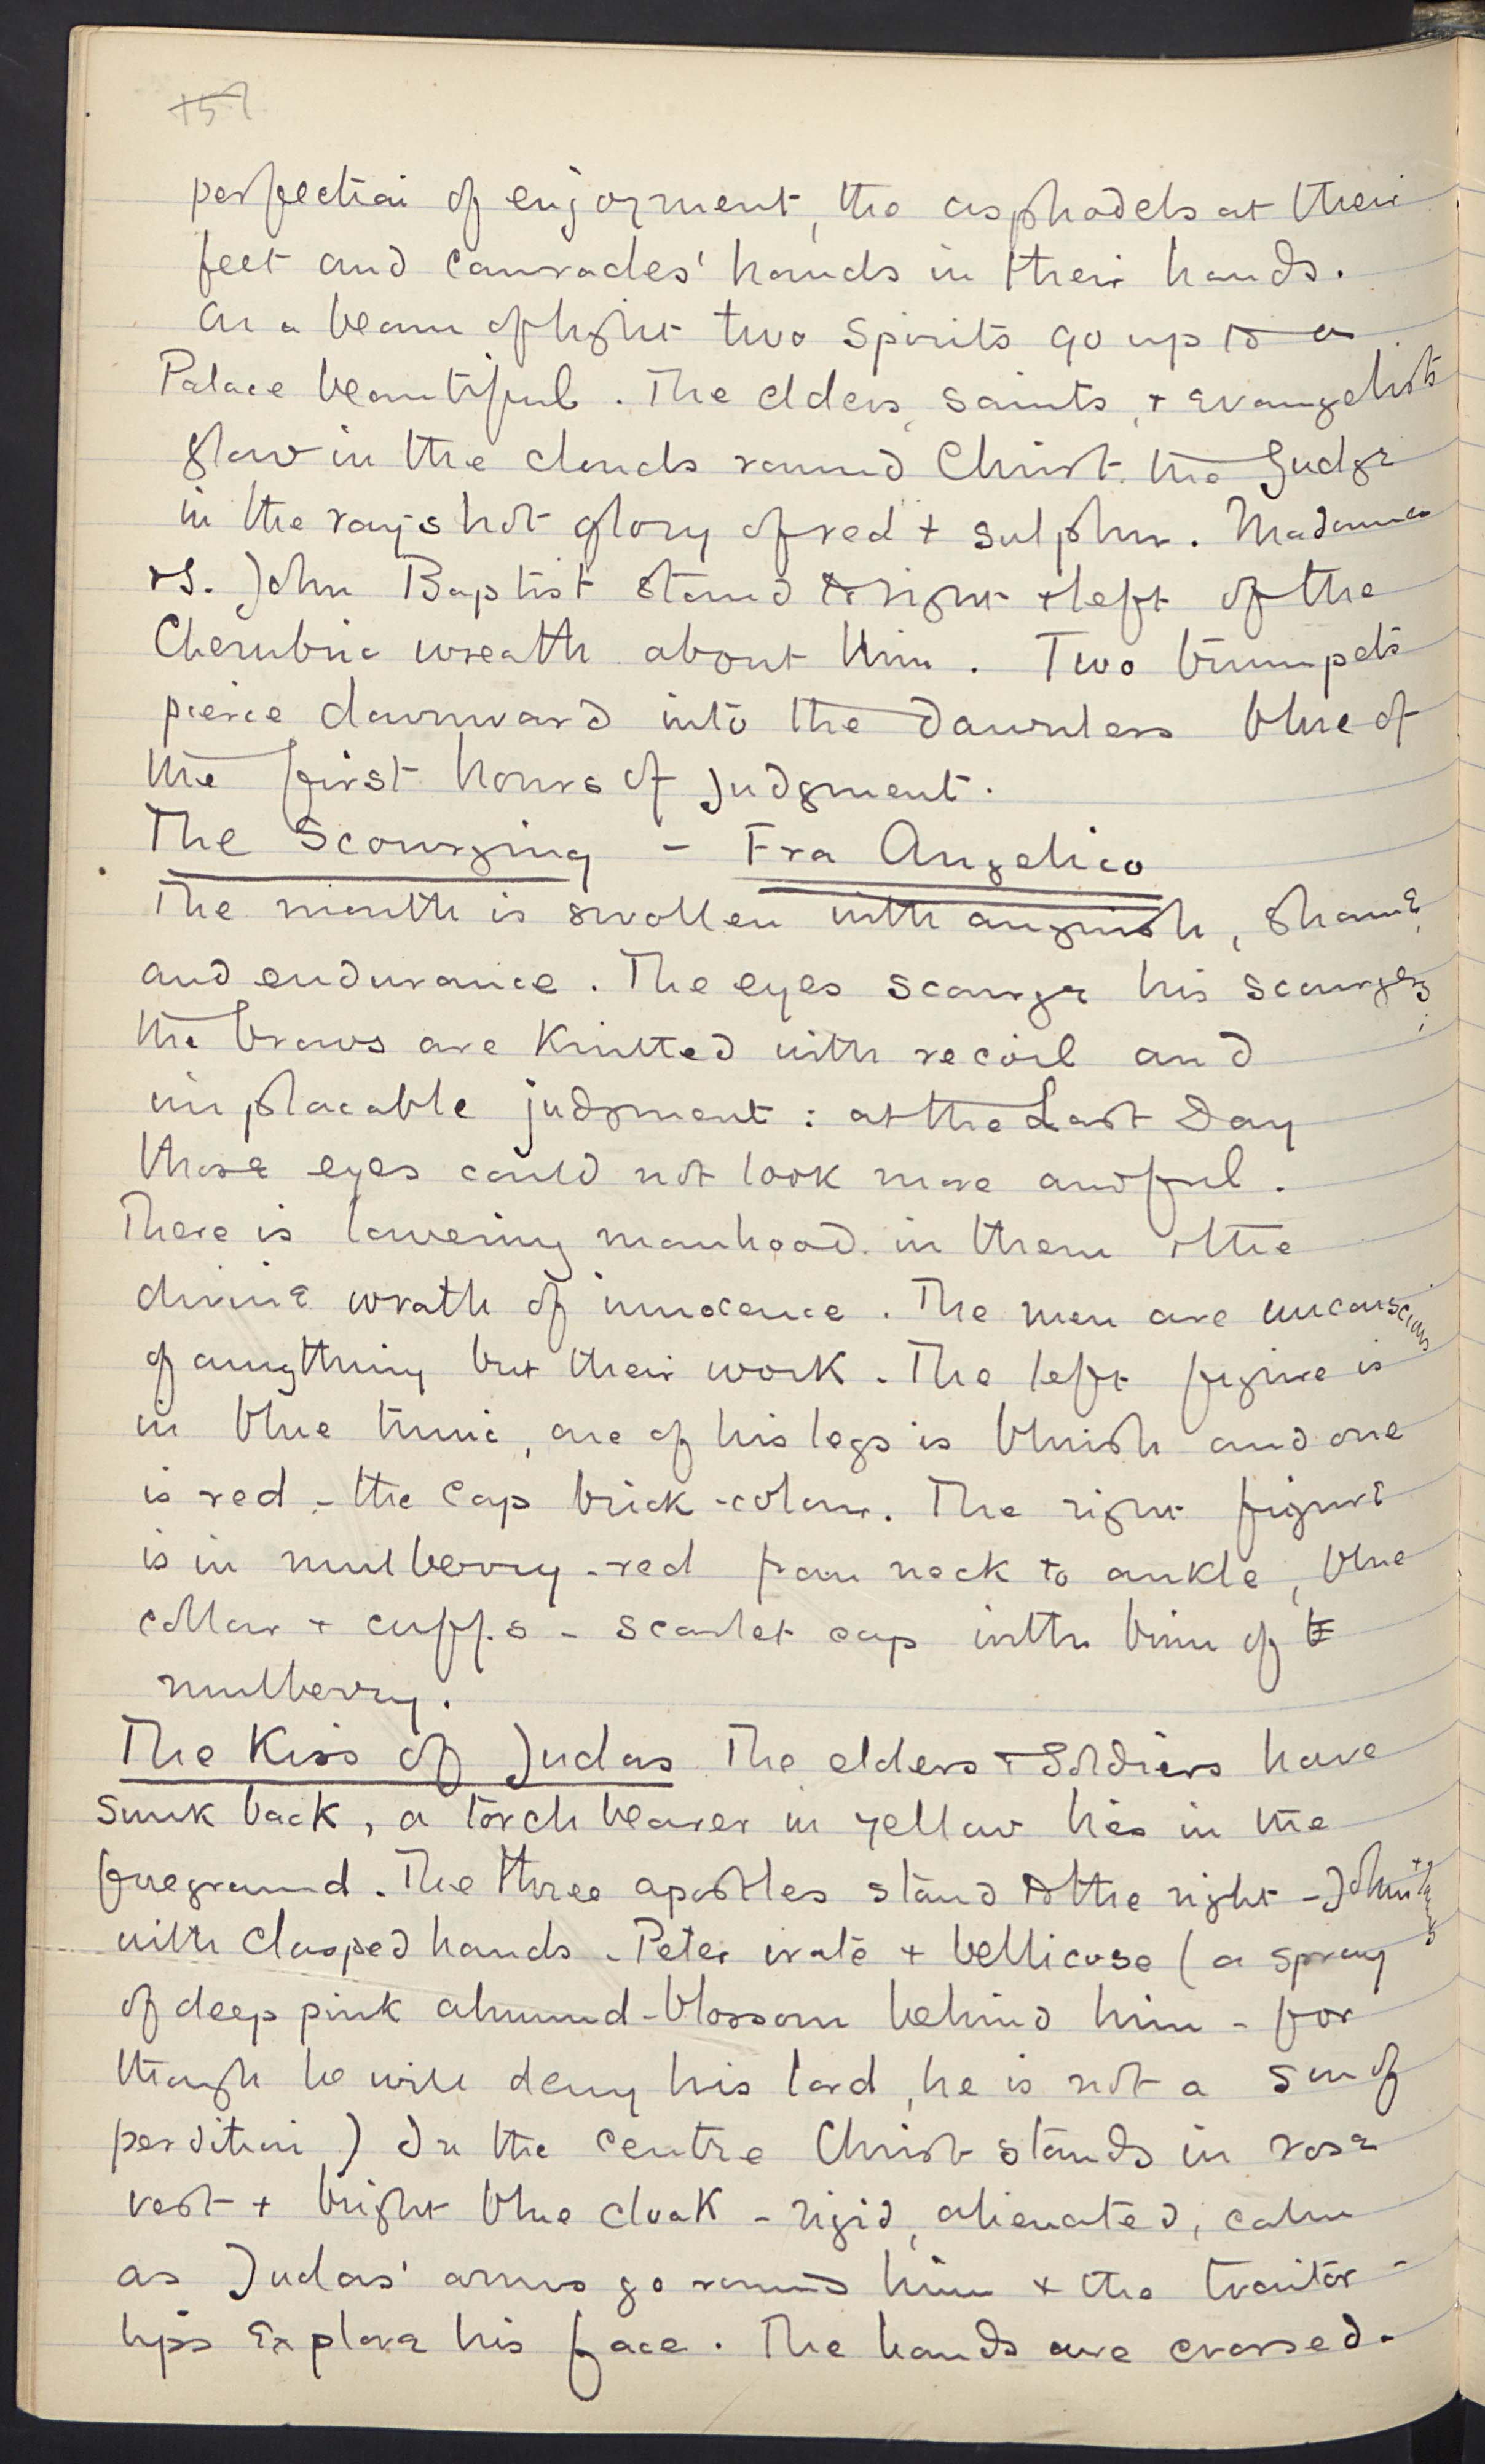 157
perfection of enjoyment, the asphodels at their
feet and comrades' hands in their hands.
On a beam of light two spirits go up to a
Palace beautiful. The elders, saints, + evangelists
glow in the clouds round Christ the Judge
in the rayshot glory of red + sulphur. Madonna
+ S. John Baptist stand to right + left of the
Cherubic wreath about Him. Two trumpets
pierce downward into the dawnless blue of
the first hours of Judgment.
The Scourging - Fra Angelico
The mouth is swollen with anguish, shame,
and endurance. The eyes scourge his scourgers;
the brows are knitted with recoil and
implacable judgment: at the Last Day
those eyes could not look more awful.
There is lowering manhood in them + the
divine wrath of innocence. The men are unconscious
of anything but their work. The left figure is
in blue tunic, one of his legs is bluish and one
is red - the cap brick-colour. The right figure
is in mulberry-red from neck to ankle, blue
collar + cuffs - scarlet cap with brim of
mulberry.
The Kiss of Judas The elders + soldiers have
sunk back, a torch bearer in yellow lies in the
foreground. The three apostles stand to the right - John + James
with clasped hands - Peter irate + bellicose (a spray
of deep pink almond-blossom behind him - for
though he will deny his lord, he is not a son of
perdition) In the centre Christ stands in rose
vest + bright blue cloak - rigid, alienated, calm
as Judas' arms go round him + the traitor-
lips explore his face. The hands are crossed.